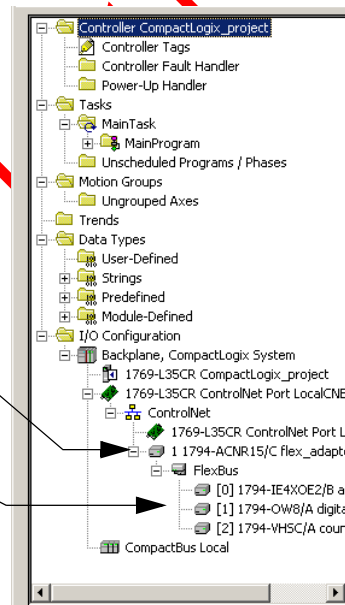 Controller CompactLogix_project
Controller Tags
Controller Fault Handler
Power-Up Handler
Tasks
MainTask
MainProgram
Unscheduled Programs / Phases
Motion Groups
Ungrouped Axes
Trends
Data Types
User-Defined
Strings
Predefined
Module-Defined
I/O Configuration
Backplane, CompactLogix System
1769-L35CR CompactLogix_project
1769-L35CR ControlNet Port LocalCNB
ControlNet
1769-L35CR ControlNet Port L
1 1794-ACNR15/C flex_adapte
FlexBus
[0] 1794-IE4XOE2/B a
[1] 1794-OW8/A digita
[2] 1794-VHSC/A coun
CompactBus Local